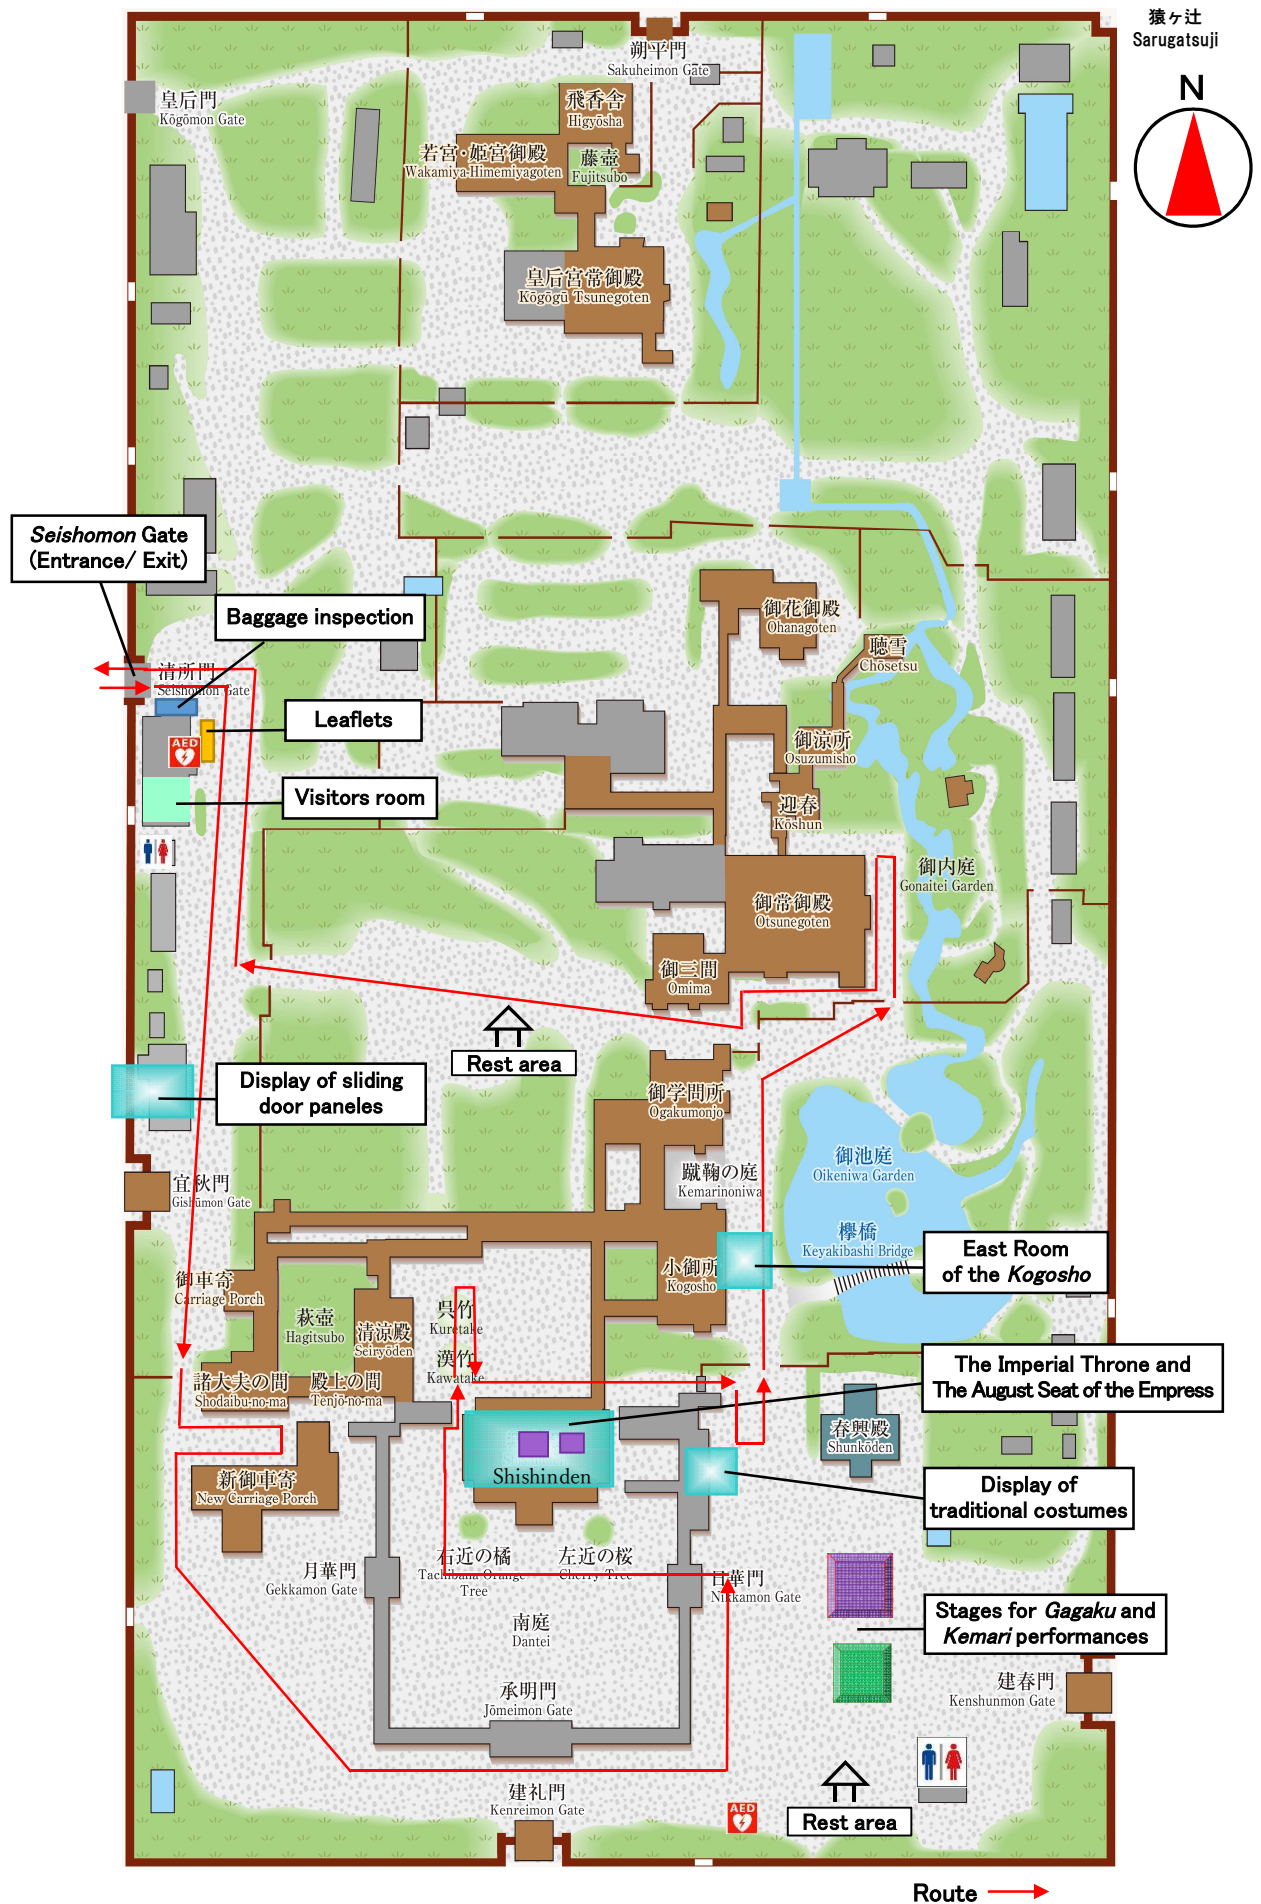 猿ヶ辻
Sarugatsuji
N
朔平門
Sakuheimon Gate
皇后門
Kōgōmon Gate
飛香舎
Higyōsha
若宮・姫宮御殿
Wakamiya-Himemiyagoten
藤壺
Fujitsubo
皇后宮常御殿
Kōgōgū Tsunegoten
Seishomon Gate
(Entrance/ Exit)
Baggage inspection
清所門
Seishomon Gate
Leaflets
AED
Visitors room
御花御殿
Ohanagoten
聴雪
Chōsetsu
御涼所
Osuzumisho
迎春
Kōshun
御内庭
Gonaitei Garden
御常御殿
Otsunegoten
御三間
Omima
Rest area
Display of sliding
door paneles
御学問所
Ogakumonjo
蹴鞠の庭
Kemarinoniwa
御池庭
Oikeniwa Garden
欅橋
Keyakibashi Bridge
宜秋門
Gishūmon Gate
East Room
of the Kogosho
小御所
Kogosho
御車寄
Carriage Porch
萩壺
Hagitsubo
清涼殿
Seiryōden
呉竹
Kuretake
漢竹
Kawatake
諸大夫の間
Shodaibu-no-ma
殿上の間
Tenjō-no-ma
The Imperial Throne and
The August Seat of the Empress
春興殿
Shunkōden
Shishinden
新御車寄
New Carriage Porch
Display of
traditional costumes
右近の橘
Tachibana Orange
Tree
左近の桜
Cherry Tree
月華門
Gekkamon Gate
日華門
Nikkamon Gate
南庭
Dantei
Stages for Gagaku and
Kemari performances
承明門
Jōmeimon Gate
建春門
Kenshunmon Gate
建礼門
Kenreimon Gate
AED
Rest area
Route